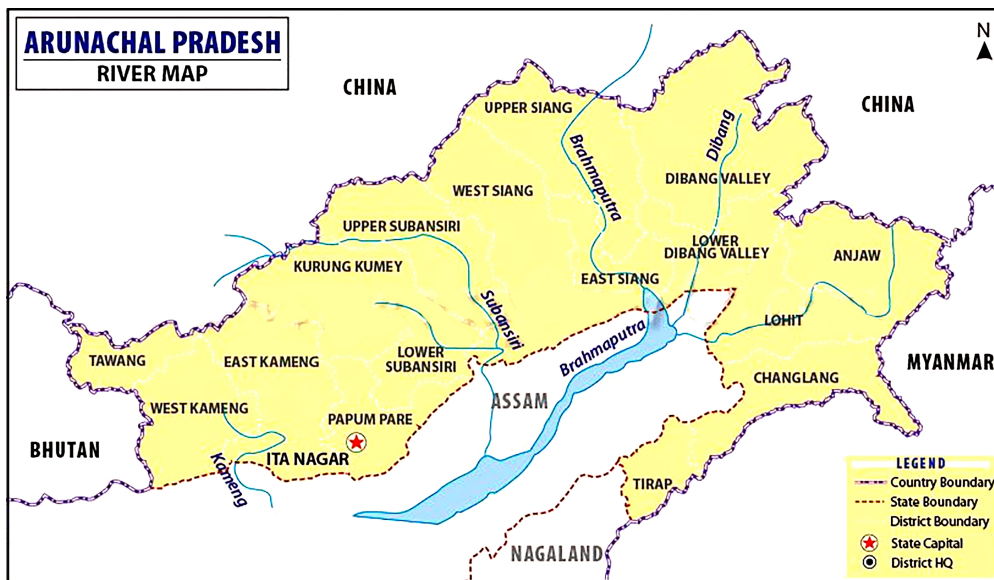 ARUNACHAL PRADESH
RIVER MAP
N
CHINA
CHINA
UPPER SIANG
Brahmaputra
Dibang
DIBANG VALLEY
WEST SIANG
UPPER SUBANSIRI
LOWER
DIBANG VALLEY
ANJAW
KURUNG KUMEY
EAST SIANG
Subansiri
LOHIT
Brahmaputra
TAWANG
EAST KAMENG
LOWER
SUBANSIRI
MYANMAR
CHANGLANG
ASSAM
WEST KAMENG
PAPUM PARE
BHUTAN
ITA NAGAR
Kameng
TIRAP
NAGALAND
LEGEND
Country Boundary
State Boundary
District Boundary
State Capital
District HQ